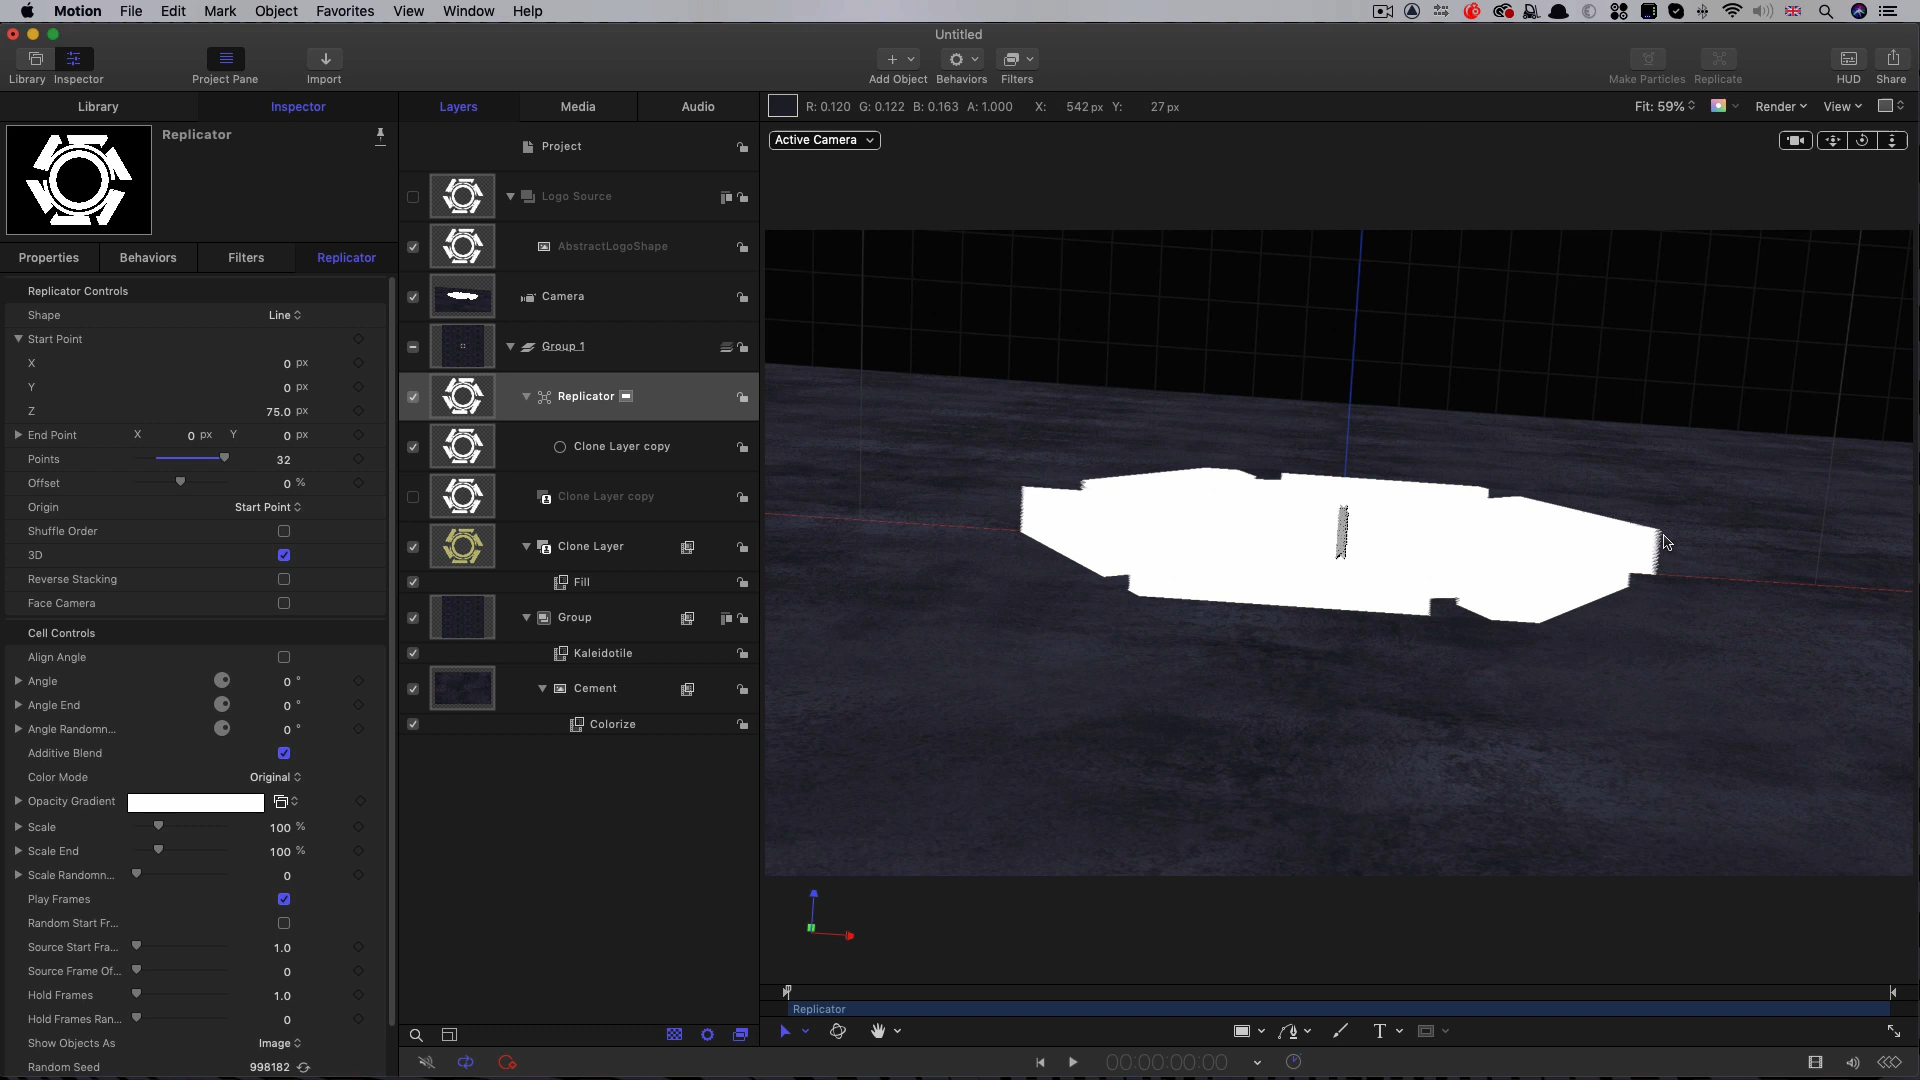 Motion File Edit Mark Object Favorites View Window Help
Untitled
Library Inspector Project Pane Import Add Object Behaviors Filters Make Particles Replicate HUD Share
Library Inspector Layers Media Audio R: 0.120 G: 0.122 B: 0.163 A: 1.000 X: 542 px Y: 27 px Fit: 59% Render View
Replicator
Active Camera
Properties Behaviors Filters Replicator
Replicator Controls
Shape Line
Start Point
X 0 px
Y 0 px
Z 75.0 px
End Point X 0 px Y 0 px
Points 32
Offset 0 %
Origin Start Point
Shuffle Order
3D
Reverse Stacking
Face Camera
Cell Controls
Align Angle
Angle 0 °
Angle End 0 °
Angle Randomn... 0 °
Additive Blend
Color Mode Original
Opacity Gradient
Scale 100 %
Scale End 100 %
Scale Randomn... 0
Play Frames
Random Start Fr...
Source Start Fra... 1.0
Source Frame Of... 0
Hold Frames 1.0
Hold Frames Ran... 0
Show Objects As Image
Random Seed 998182
Project
Logo Source
AbstractLogoShape
Camera
Group 1
Replicator
Clone Layer copy
Clone Layer copy
Clone Layer
Fill
Group
Kaleidotile
Cement
Colorize
Replicator
T
00:00:00:00